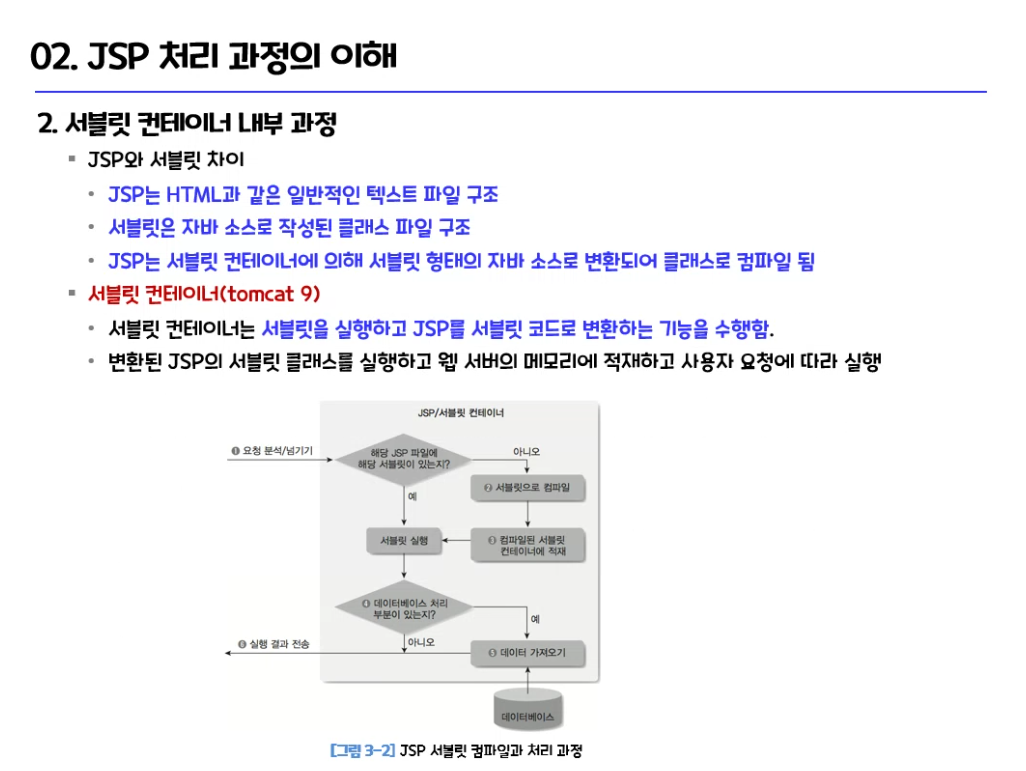 02. JSP 처리 과정의 이해
2. 서블릿 컨테이너 내부 과정
▪ JSP와 서블릿 차이
• JSP는 HTML과 같은 일반적인 텍스트 파일 구조
• 서블릿은 자바 소스로 작성된 클래스 파일 구조
• JSP는 서블릿 컨테이너에 의해 서블릿 형태의 자바 소스로 변환되어 클래스로 컴파일 됨
▪ 서블릿 컨테이너(tomcat 9)
• 서블릿 컨테이너는 서블릿을 실행하고 JSP를 서블릿 코드로 변환하는 기능을 수행함.
• 변환된 JSP의 서블릿 클래스를 실행하고 웹 서버의 메모리에 적재하고 사용자 요청에 따라 실행
JSP/서블릿 컨테이너
❶ 요청 분석/넘기기
해당 JSP 파일에
해당 서블릿이 있는지?
아니오
❷ 서블릿으로 컴파일
예
서블릿 실행
❸ 컴파일된 서블릿
컨테이너에 적재
❹ 데이터베이스 처리
부분이 있는지?
예
아니오
❻ 실행 결과 전송
❺ 데이터 가져오기
데이터베이스
[그림 3-2] JSP 서블릿 컴파일과 처리 과정